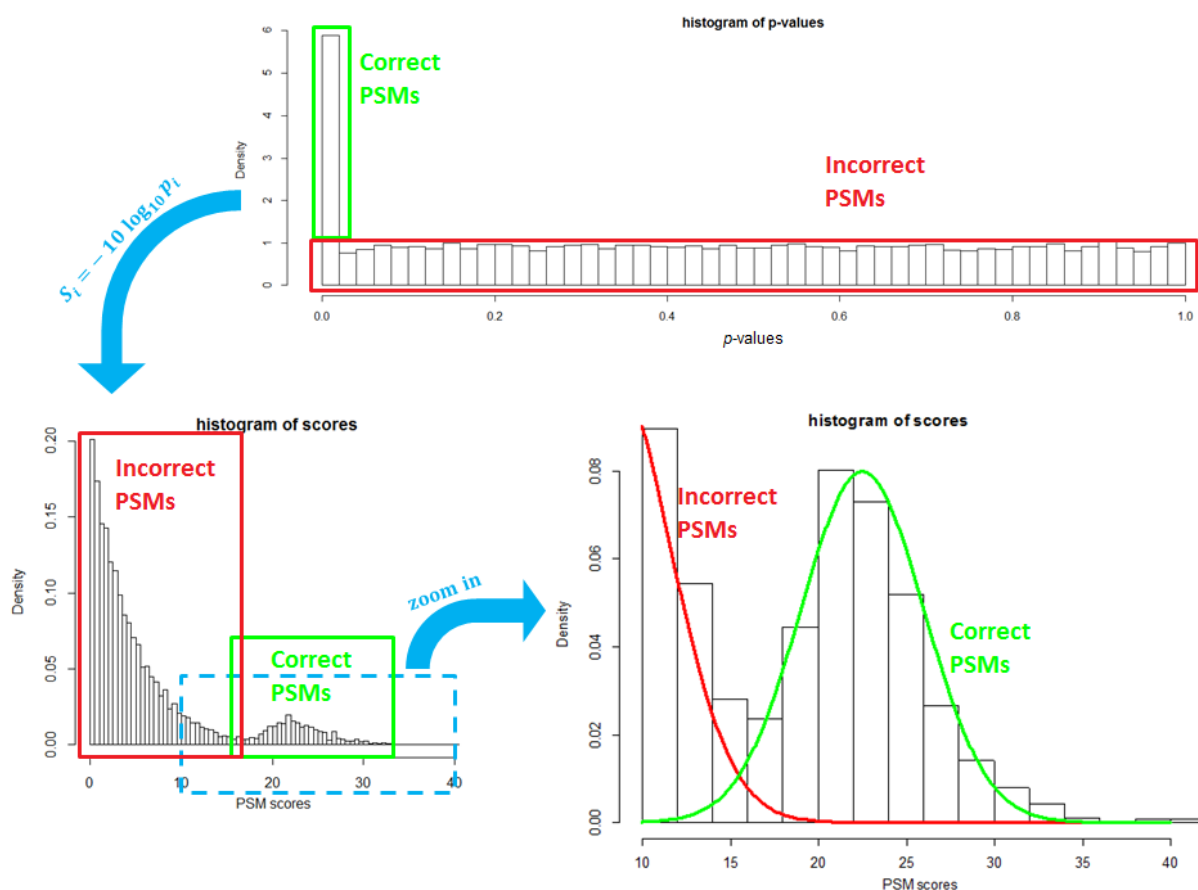 histogram of p-values
6
5
4
3
2
1
0
Density
Correct
PSMs
Incorrect
PSMs
0.0 0.2 0.4 0.6 0.8 1.0
p-values
Sᵢ = −10 log₁₀ pᵢ
histogram of scores
0.20
0.15
0.10
0.05
0.00
Density
Incorrect
PSMs
Correct
PSMs
0 10 20 30 40
PSM scores
zoom in
histogram of scores
0.08
0.06
0.04
0.02
0.00
Density
Incorrect
PSMs
Correct
PSMs
10 15 20 25 30 35 40
PSM scores